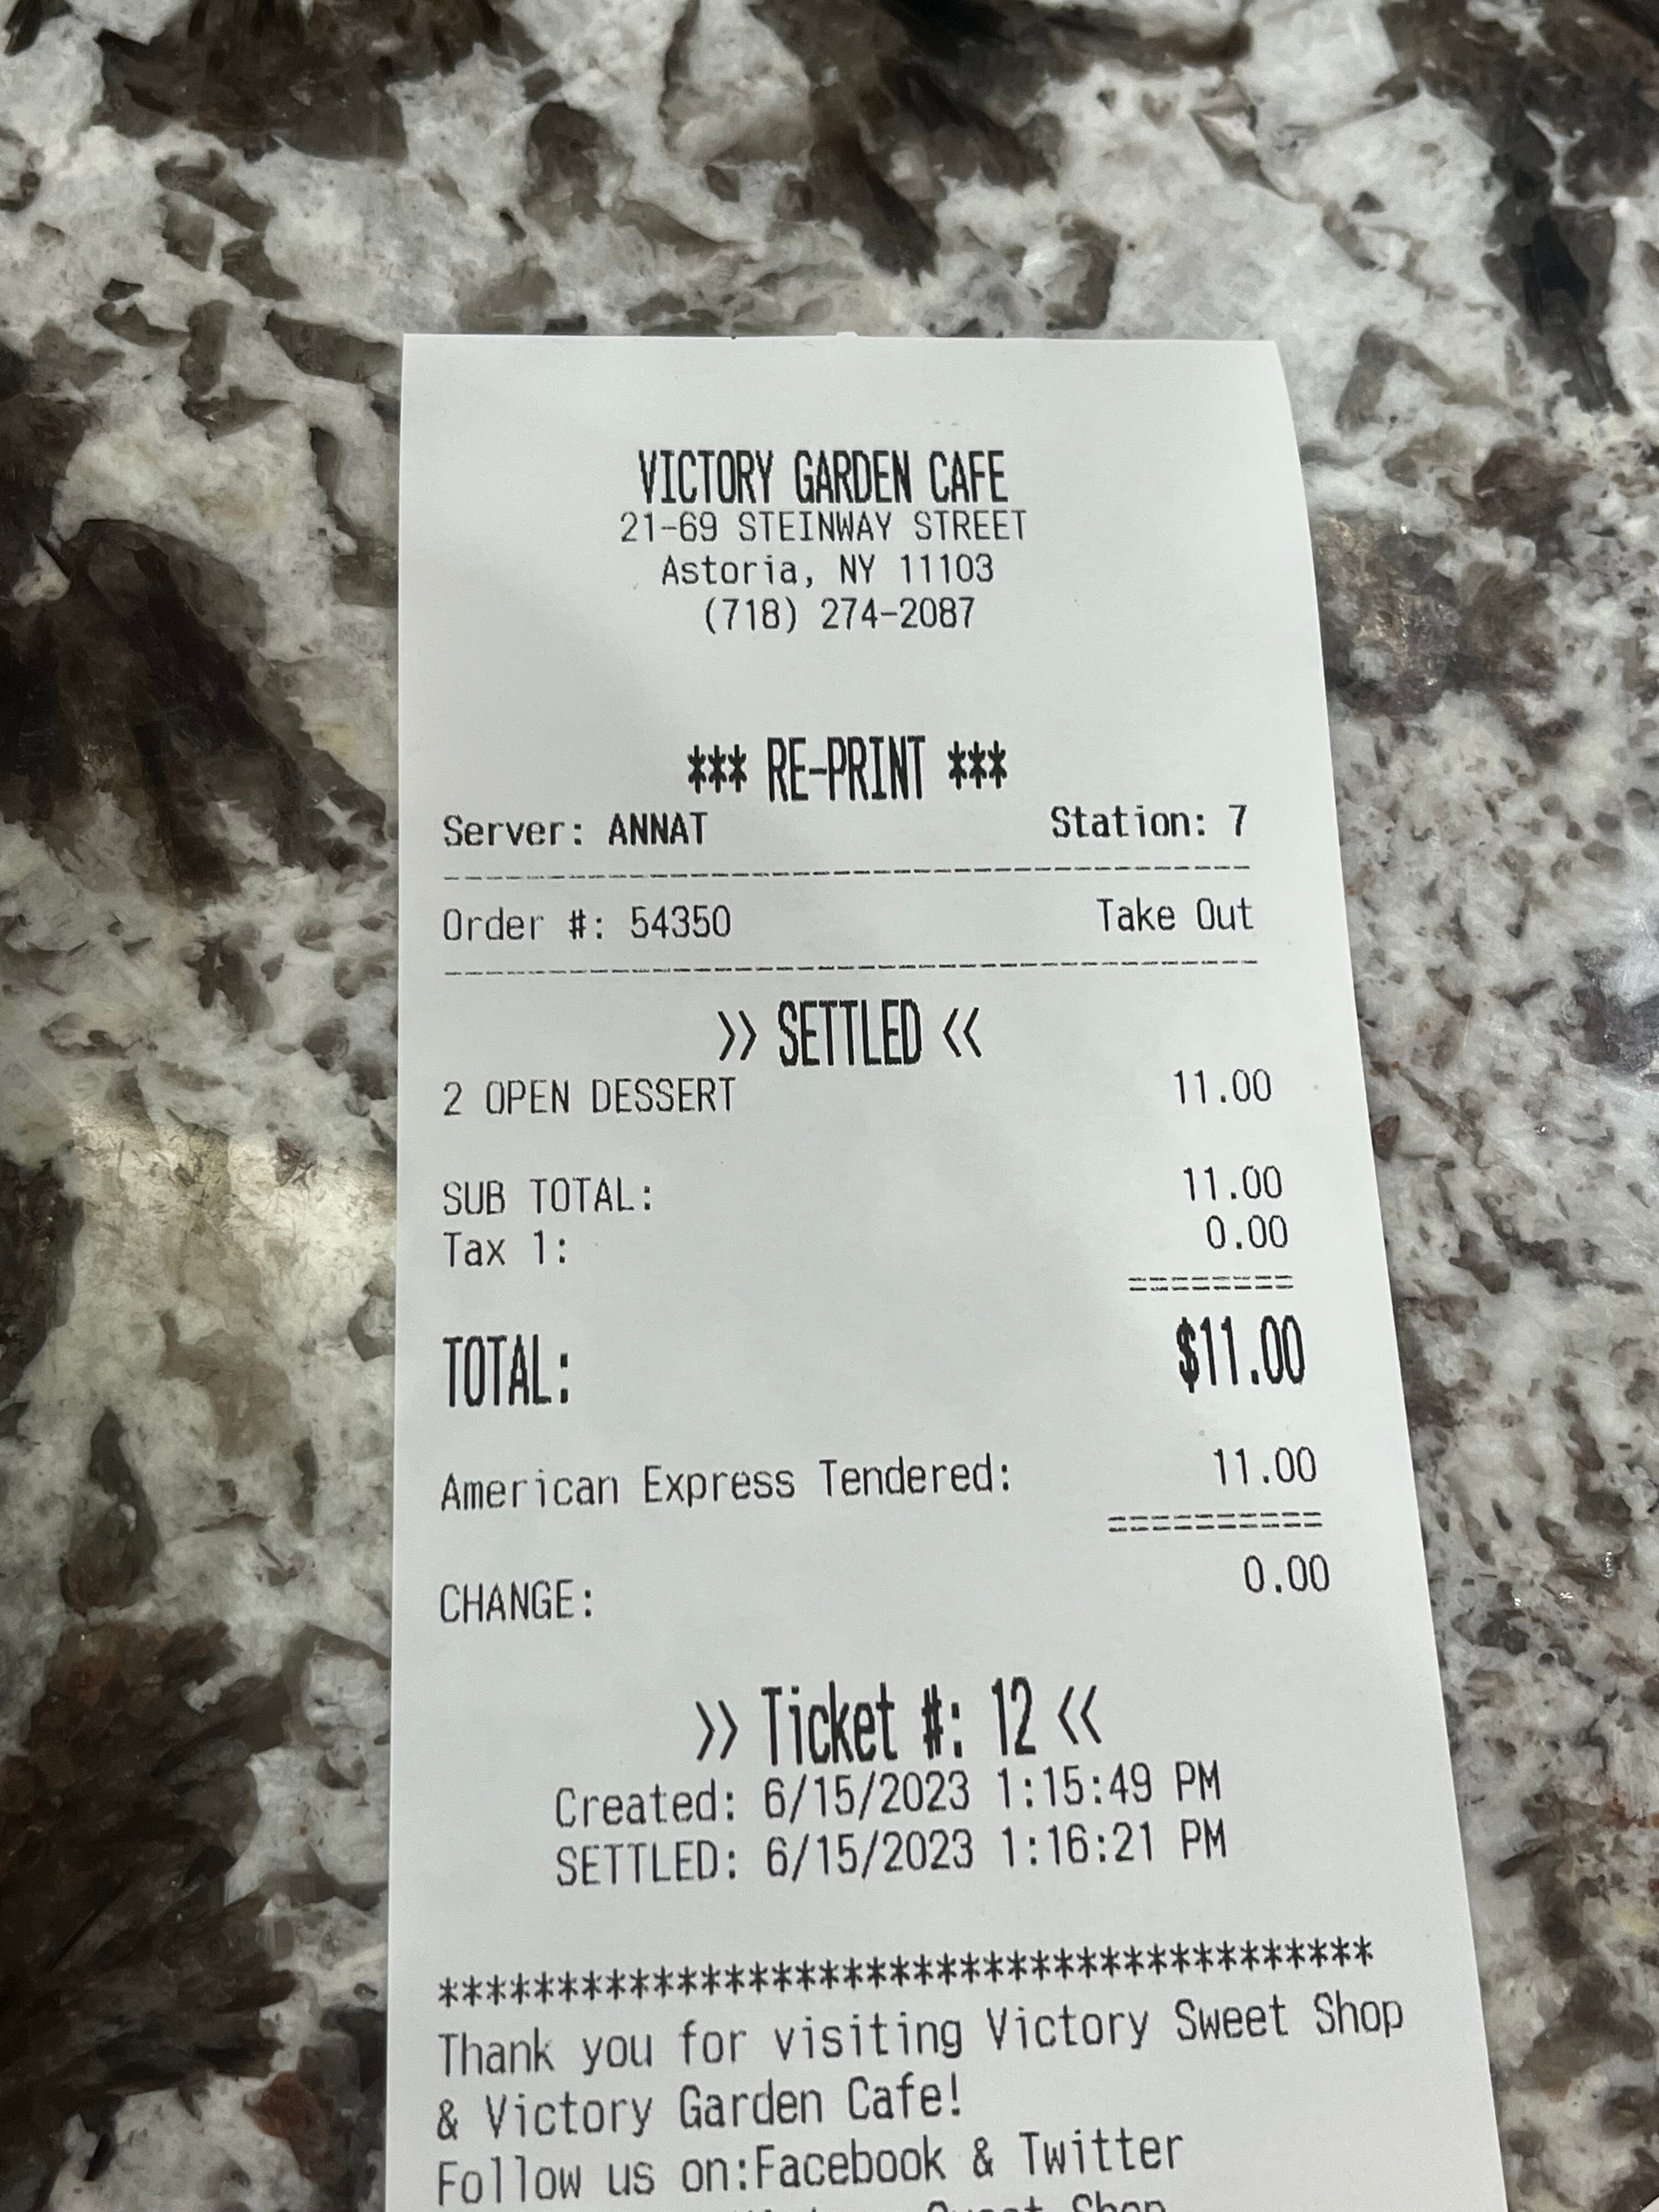 VICTORY GARDEN CAFE
21-69 STEINWAY STREET
Astoria, NY 11103
(718) 274-2087
*** RE-PRINT ***
Server: ANNAT Station: 7
Order #: 54350 Take Out
>> SETTLED <<
2 OPEN DESSERT 11.00
SUB TOTAL: 11.00
Tax 1: 0.00
========
TOTAL: $11.00
American Express Tendered: 11.00
==========
CHANGE: 0.00
>> Ticket #: 12 <<
Created: 6/15/2023 1:15:49 PM
SETTLED: 6/15/2023 1:16:21 PM
****************************************
Thank you for visiting Victory Sweet Shop
& Victory Garden Cafe!
Follow us on:Facebook & Twitter
Sweet Shop